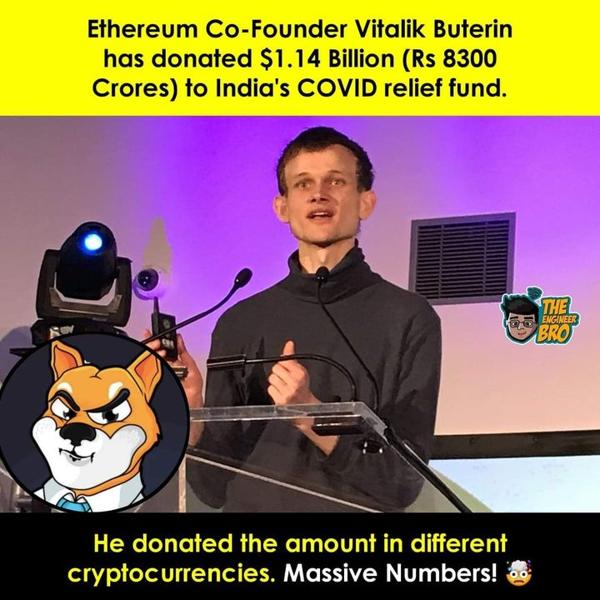 Ethereum Co-Founder Vitalik Buterin
has donated $1.14 Billion (Rs 8300
Crores) to India's COVID relief fund.
THE
ENGINEER
BRO
He donated the amount in different
cryptocurrencies. Massive Numbers! 🤯